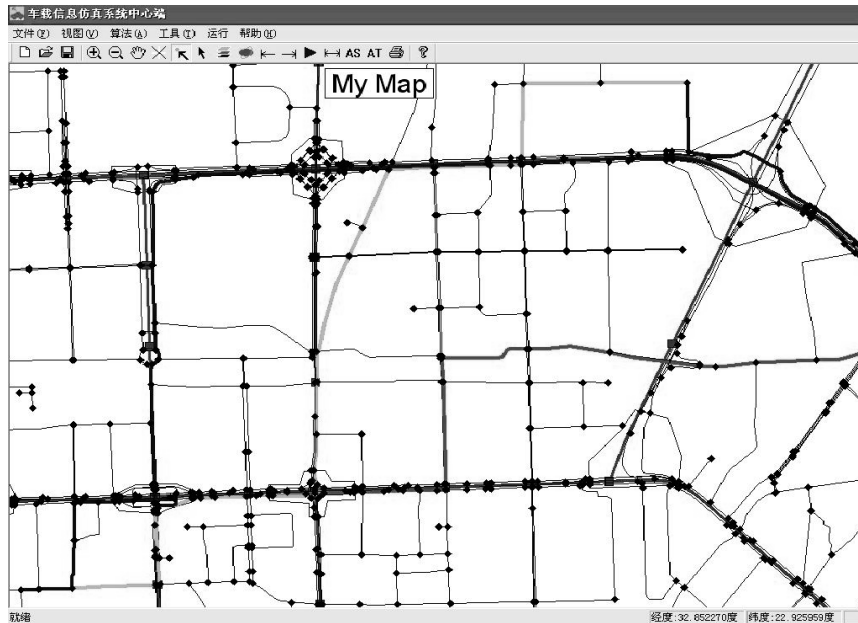 车载信息仿真系统中心端
文件(F) 视图(V) 算法(A) 工具(T) 运行 帮助(H)
AS AT ?
My Map
就绪 经度:32.852270度 纬度:22.925959度